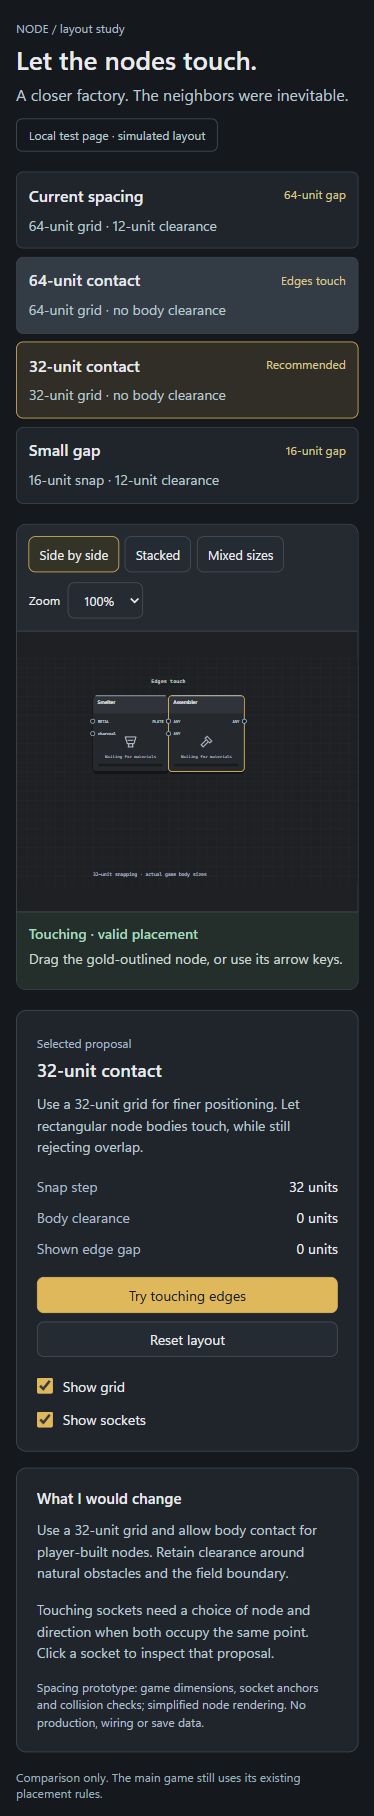 NODE / layout study
Let the nodes touch.
A closer factory. The neighbors were inevitable.
Local test page · simulated layout
Current spacing
64-unit gap
64-unit grid · 12-unit clearance
64-unit contact
Edges touch
64-unit grid · no body clearance
32-unit contact
Recommended
32-unit grid · no body clearance
Small gap
16-unit gap
16-unit snap · 12-unit clearance
Side by side
Stacked
Mixed sizes
Zoom
100%
Edges touch
Smelter
Assembler
METAL
PLATE
ANY
ANY
charcoal
ANY
Waiting for materials
Waiting for materials
32-unit snapping · actual game body sizes
Touching · valid placement
Drag the gold-outlined node, or use its arrow keys.
Selected proposal
32-unit contact
Use a 32-unit grid for finer positioning. Let
rectangular node bodies touch, while still
rejecting overlap.
Snap step
32 units
Body clearance
0 units
Shown edge gap
0 units
Try touching edges
Reset layout
Show grid
Show sockets
What I would change
Use a 32-unit grid and allow body contact for
player-built nodes. Retain clearance around
natural obstacles and the field boundary.
Touching sockets need a choice of node and
direction when both occupy the same point.
Click a socket to inspect that proposal.
Spacing prototype: game dimensions, socket anchors
and collision checks; simplified node rendering. No
production, wiring or save data.
Comparison only. The main game still uses its existing
placement rules.